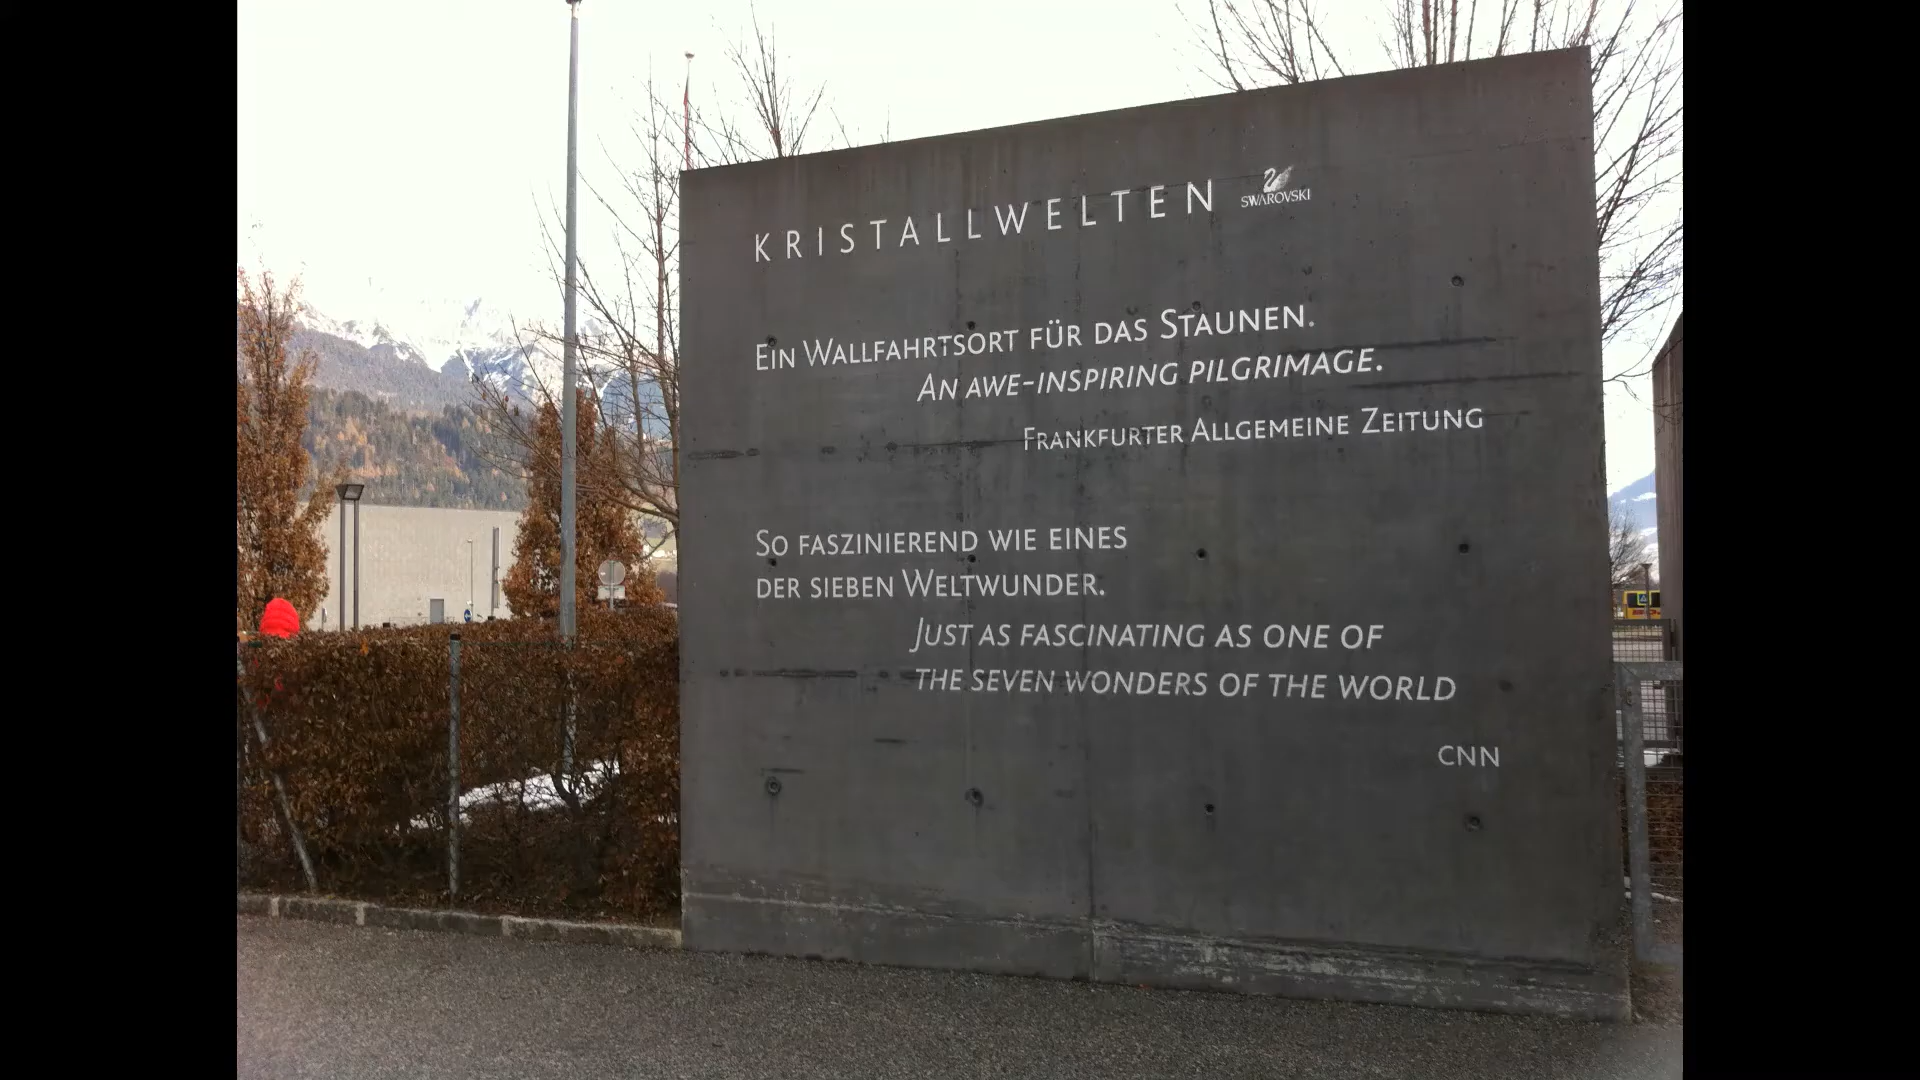 KRISTALLWELTEN SWAROVSKI
EIN WALLFAHRTSORT FÜR DAS STAUNEN.
AN AWE-INSPIRING PILGRIMAGE.
FRANKFURTER ALLGEMEINE ZEITUNG
SO FASZINIEREND WIE EINES
DER SIEBEN WELTWUNDER.
JUST AS FASCINATING AS ONE OF
THE SEVEN WONDERS OF THE WORLD
CNN